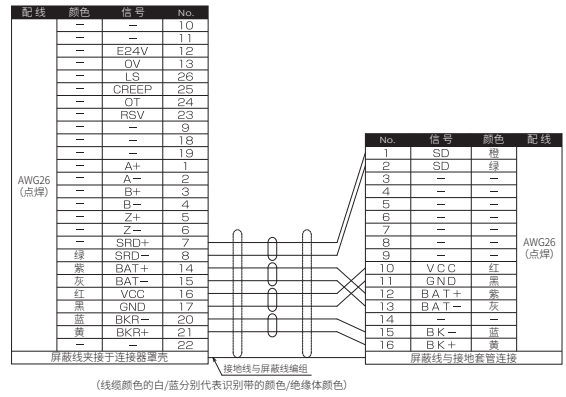 配线 颜色 信号 No.
— — 10
— — 11
— E24V 12
— 0V 13
— LS 26
— CREEP 25
— OT 24
— RSV 23
— — 9
— — 18
— — 19
— A+ 1
— A− 2
— B+ 3
— B− 4
— Z+ 5
— Z− 6
— SRD+ 7
绿 SRD− 8
紫 BAT+ 14
灰 BAT− 15
红 VCC 16
黑 GND 17
蓝 BKR− 20
黄 BKR+ 21
— — 22
AWG26
(点焊)
屏蔽线夹接于连接器罩壳
No. 信号 颜色 配线
1 SD 橙
2 SD 绿
3 — —
4 — —
5 — —
6 — —
7 — —
8 — —
9 — —
10 VCC 红
11 GND 黑
12 BAT+ 紫
13 BAT− 灰
14 — —
15 BK− 蓝
16 BK+ 黄
AWG26
(点焊)
屏蔽线与接地套管连接
接地线与屏蔽线编组
(线缆颜色的白/蓝分别代表识别带的颜色/绝缘体颜色)